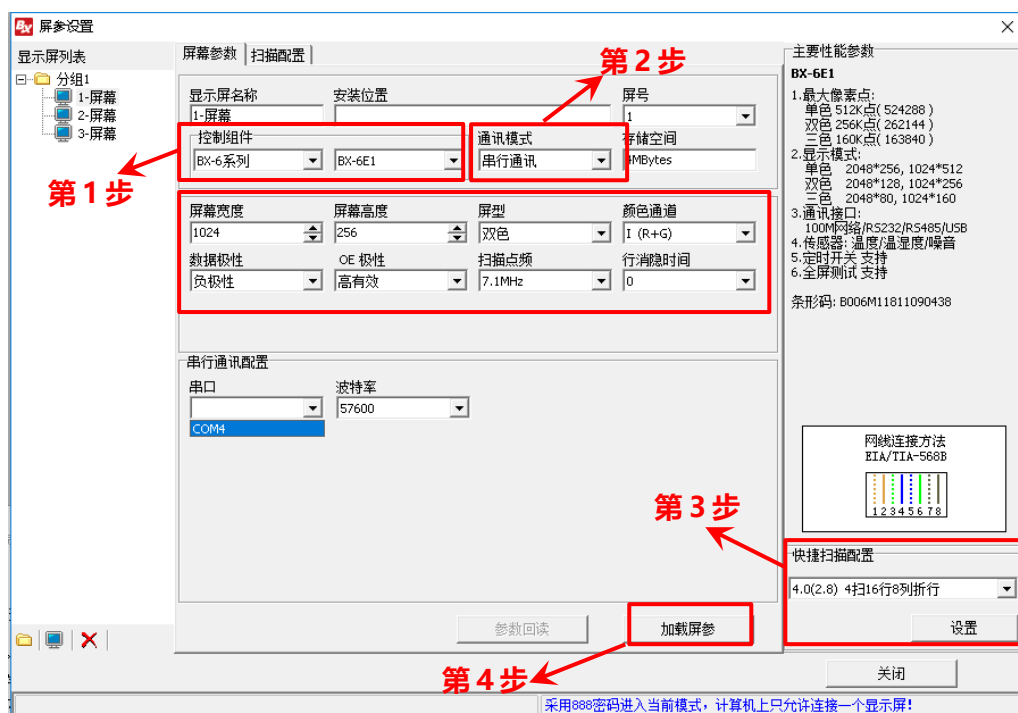 屏参设置
显示屏列表
分组1
1-屏幕
2-屏幕
3-屏幕
屏幕参数 扫描配置
第2步
显示屏名称 安装位置 屏号
1-屏幕 1
控制组件 通讯模式 存储空间
BX-6系列 BX-6E1 串行通讯 4MBytes
第1步
屏幕宽度 屏幕高度 屏型 颜色通道
1024 256 双色 I (R+G)
数据极性 OE 极性 扫描点频 行消隐时间
负极性 高有效 7.1MHz 0
串行通讯配置
串口 波特率
57600
COM4
第3步
参数回读 加载屏参
第4步
主要性能参数
BX-6E1
1.最大像素点:
单色 512K点( 524288 )
双色 256K点( 262144 )
三色 160K点( 163840 )
2.显示模式:
单色 2048*256, 1024*512
双色 2048*128, 1024*256
三色 2048*80, 1024*160
3.通讯接口:
100M网络/RS232/RS485/USB
4.传感器: 温度/温湿度/噪音
5.定时开关 支持
6.全屏测试 支持
条形码: B006M11811090438
网线连接方法
EIA/TIA-568B
1 2 3 4 5 6 7 8
快捷扫描配置
4.0(2.8) 4扫16行8列折行
设置
关闭
采用888密码进入当前模式，计算机上只允许连接一个显示屏!